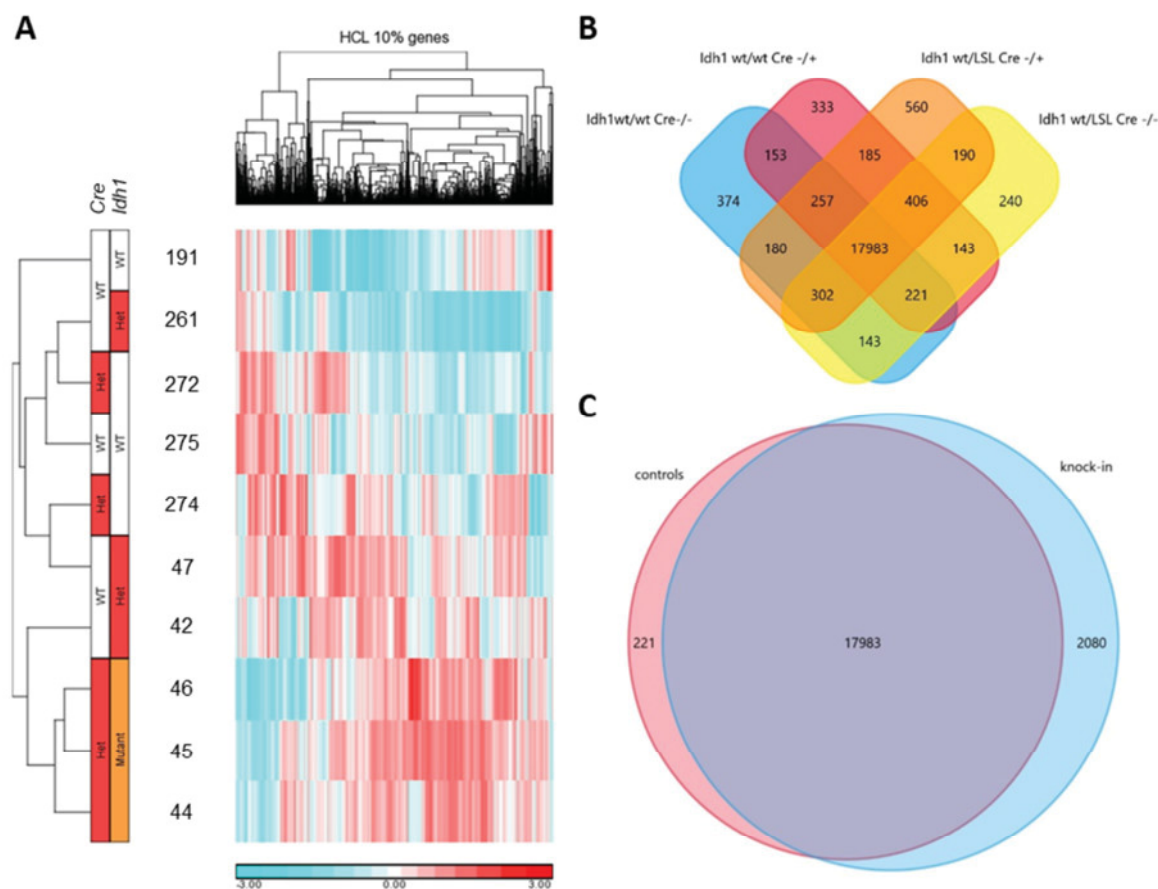 A
HCL 10% genes
Cre
Idh1
WT
WT
Het
Het
WT
WT
Het
WT
Het
Het
Mutant
191
261
272
275
274
47
42
46
45
44
-3.00 0.00 3.00
B
Idh1 wt/wt Cre -/+
Idh1 wt/LSL Cre -/+
Idh1wt/wt Cre-/-
Idh1 wt/LSL Cre -/-
333 560
153 185 190
374 257 406 240
180 17983 143
302 221
143
C
controls
knock-in
221 17983 2080